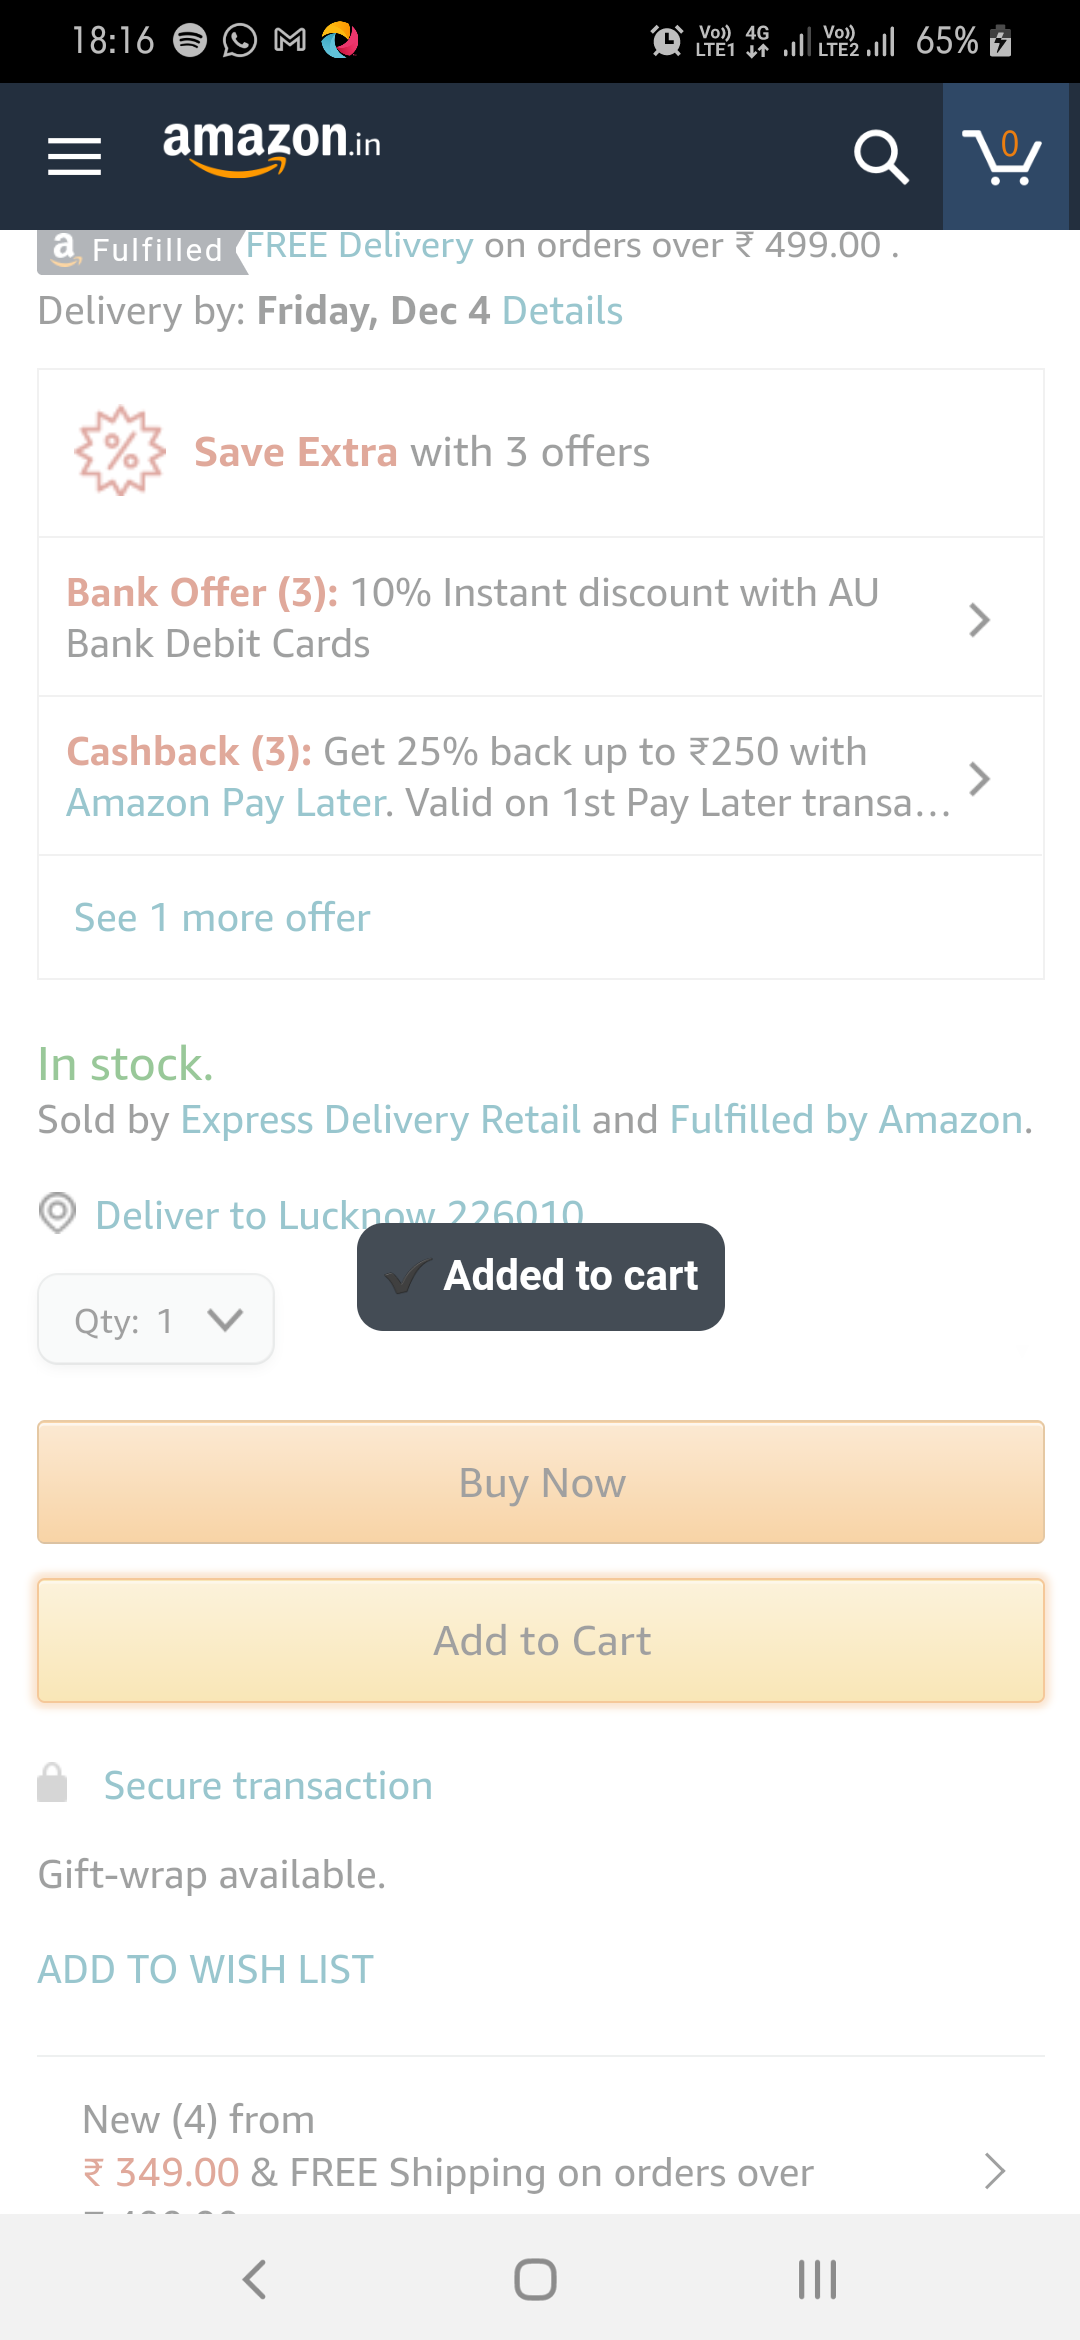 18:16
Vo)) LTE1 4G Vo)) LTE2 65%
amazon.in
0
a Fulfilled FREE Delivery on orders over ₹ 499.00 .
Delivery by: Friday, Dec 4 Details
Save Extra with 3 offers
Bank Offer (3): 10% Instant discount with AU
Bank Debit Cards
Cashback (3): Get 25% back up to ₹250 with
Amazon Pay Later. Valid on 1st Pay Later transa...
See 1 more offer
In stock.
Sold by Express Delivery Retail and Fulfilled by Amazon.
Deliver to Lucknow 226010
✔ Added to cart
Qty: 1
Buy Now
Add to Cart
Secure transaction
Gift-wrap available.
ADD TO WISH LIST
New (4) from
₹ 349.00 & FREE Shipping on orders over